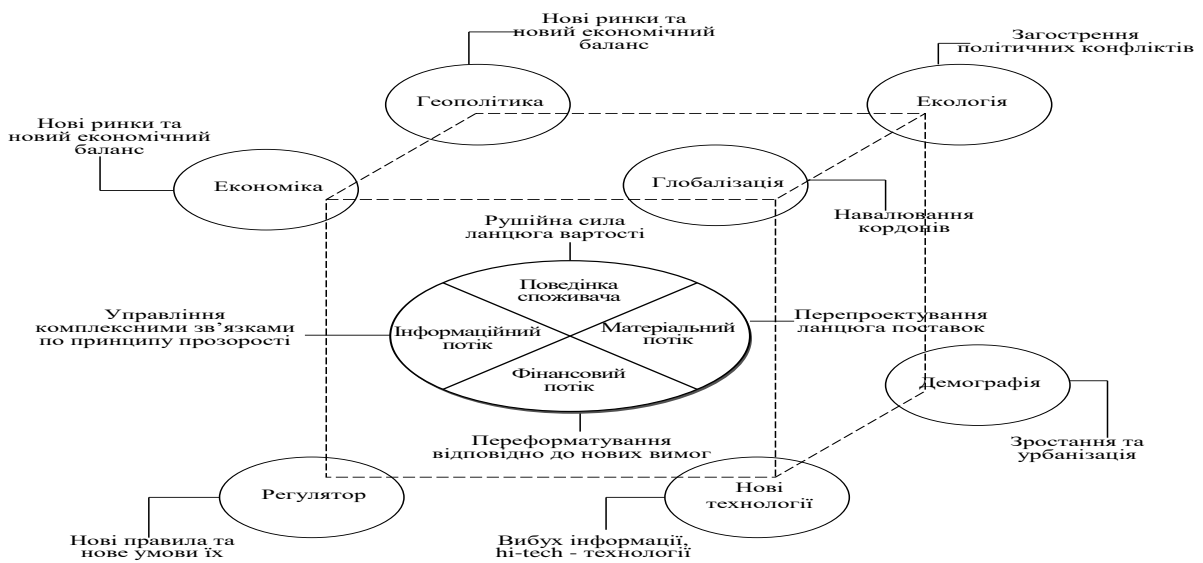 Нові ринки та
новий економічний
баланс
Загострення
політичних конфліктів
Геополітика
Екологія
Нові ринки та
новий економічний
баланс
Економіка
Глобалізація
Навалювання
кордонів
Рушійна сила
ланцюга вартості
Поведінка
споживача
Управління
комплексними зв’язками
по принципу прозорості
Інформаційний
потік
Матеріальний
потік
Перепроектування
ланцюга поставок
Фінансовий
потік
Демографія
Переформатування
відповідно до нових вимог
Зростання та
урбанізація
Регулятор
Нові
технології
Нові правила та
нове умови їх
Вибух інформації,
hi-tech - технології